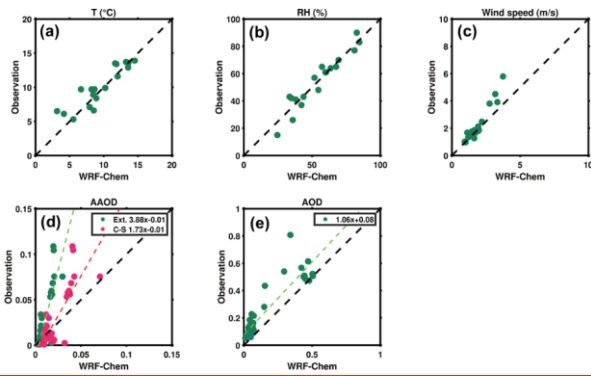 T (°C)
(a)
20
15
10
5
0
Observation
0 5 10 15 20
WRF-Chem
RH (%)
(b)
100
80
60
40
20
0
Observation
0 50 100
WRF-Chem
Wind speed (m/s)
(c)
10
8
6
4
2
0
Observation
0 5 10
WRF-Chem
AAOD
(d)
Ext. 3.88x-0.01
C-S 1.73x-0.01
0.15
0.1
0.05
0
Observation
0 0.05 0.1 0.15
WRF-Chem
AOD
(e)
1.06x+0.08
1
0.8
0.6
0.4
0.2
0
Observation
0 0.5 1
WRF-Chem